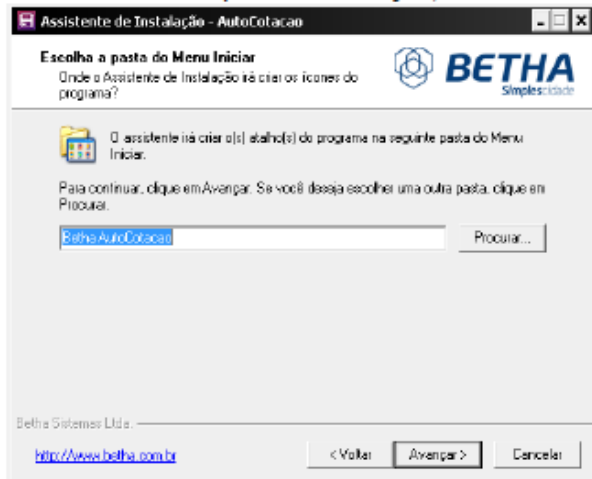 Assistente de Instalação - AutoCotacao
Escolha a pasta do Menu Iniciar
Onde o Assistente de Instalação irá criar os ícones do
programa?
BETHA
Simplescidade
O assistente irá criar o(s) atalho(s) do programa na seguinte pasta do Menu
Iniciar.
Para continuar, clique em Avançar. Se você deseja escolher uma outra pasta, clique em
Procurar.
Betha AutoCotacao
Procurar...
Betha Sistemas Ltda.
http://www.betha.com.br
< Voltar
Avançar >
Cancelar